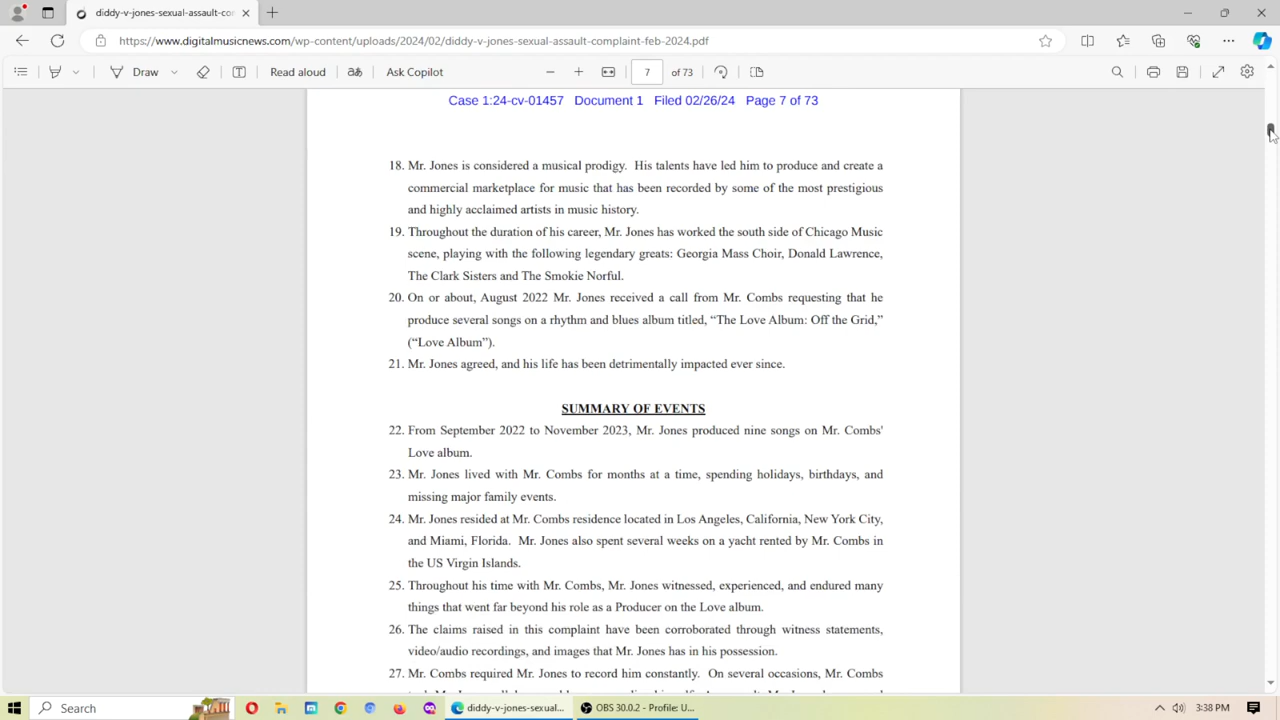 diddy-v-jones-sexual-assault-con
https://www.digitalmusicnews.com/wp-content/uploads/2024/02/diddy-v-jones-sexual-assault-complaint-feb-2024.pdf
Draw Read aloud Ask Copilot 7 of 73
Case 1:24-cv-01457 Document 1 Filed 02/26/24 Page 7 of 73
18. Mr. Jones is considered a musical prodigy. His talents have led him to produce and create a
commercial marketplace for music that has been recorded by some of the most prestigious
and highly acclaimed artists in music history.
19. Throughout the duration of his career, Mr. Jones has worked the south side of Chicago Music
scene, playing with the following legendary greats: Georgia Mass Choir, Donald Lawrence,
The Clark Sisters and The Smokie Norful.
20. On or about, August 2022 Mr. Jones received a call from Mr. Combs requesting that he
produce several songs on a rhythm and blues album titled, “The Love Album: Off the Grid,”
(“Love Album”).
21. Mr. Jones agreed, and his life has been detrimentally impacted ever since.
SUMMARY OF EVENTS
22. From September 2022 to November 2023, Mr. Jones produced nine songs on Mr. Combs'
Love album.
23. Mr. Jones lived with Mr. Combs for months at a time, spending holidays, birthdays, and
missing major family events.
24. Mr. Jones resided at Mr. Combs residence located in Los Angeles, California, New York City,
and Miami, Florida. Mr. Jones also spent several weeks on a yacht rented by Mr. Combs in
the US Virgin Islands.
25. Throughout his time with Mr. Combs, Mr. Jones witnessed, experienced, and endured many
things that went far beyond his role as a Producer on the Love album.
26. The claims raised in this complaint have been corroborated through witness statements,
video/audio recordings, and images that Mr. Jones has in his possession.
27. Mr. Combs required Mr. Jones to record him constantly. On several occasions, Mr. Combs
Search diddy-v-jones-sexual... OBS 30.0.2 - Profile: U... 3:38 PM